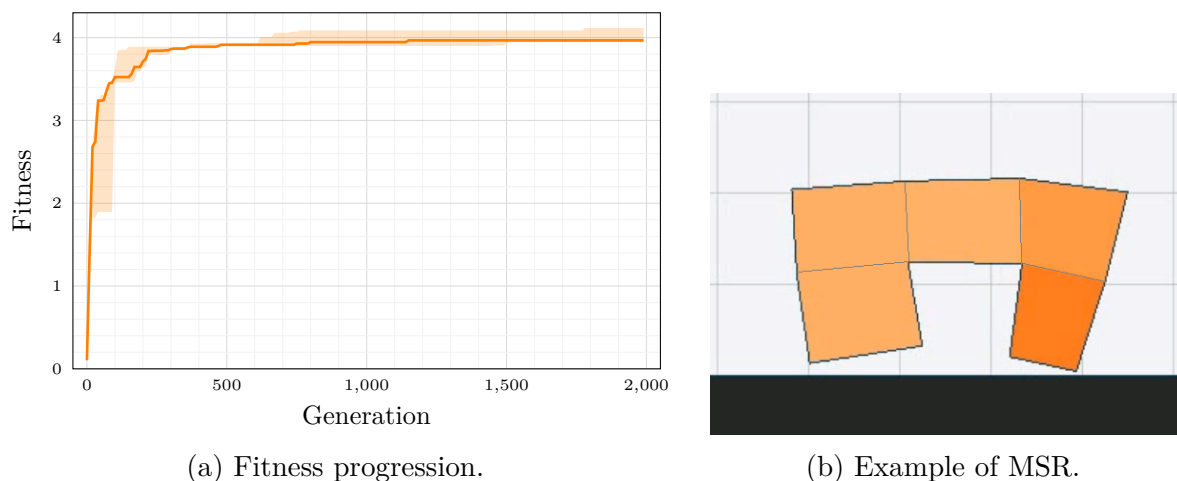 4
3
2
1
0
Fitness
0
500
1,000
1,500
2,000
Generation
(a) Fitness progression.
(b) Example of MSR.